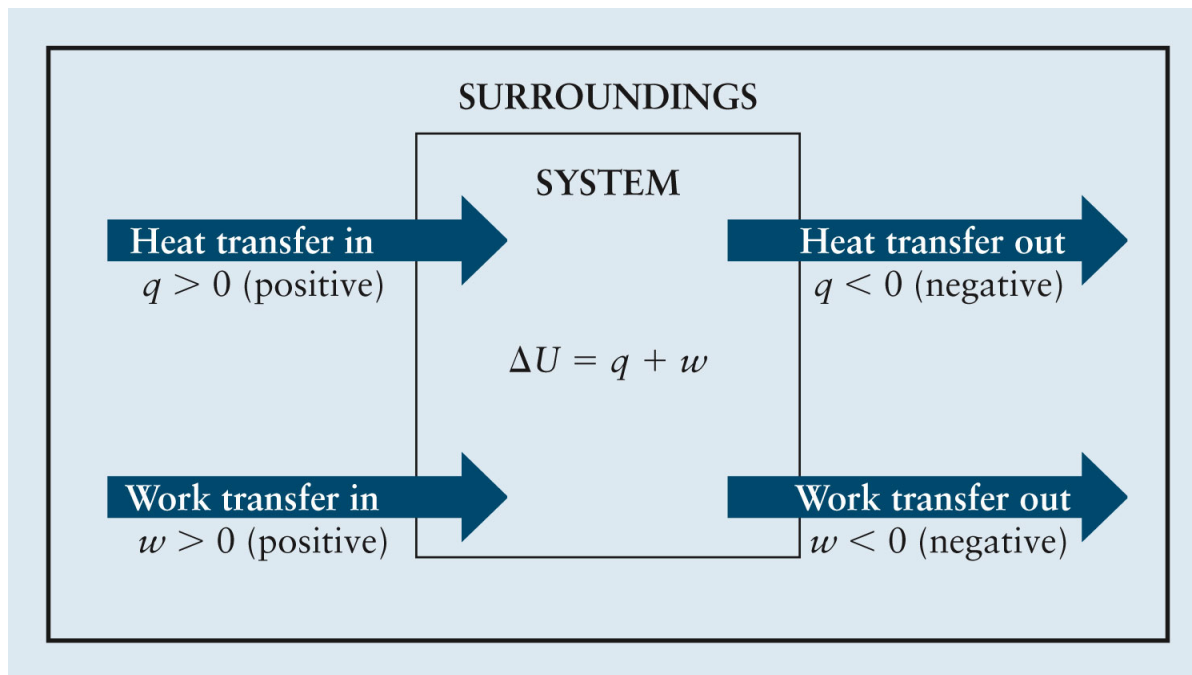 SURROUNDINGS
SYSTEM
Heat transfer in
q > 0 (positive)
Heat transfer out
q < 0 (negative)
ΔU = q + w
Work transfer in
w > 0 (positive)
Work transfer out
w < 0 (negative)